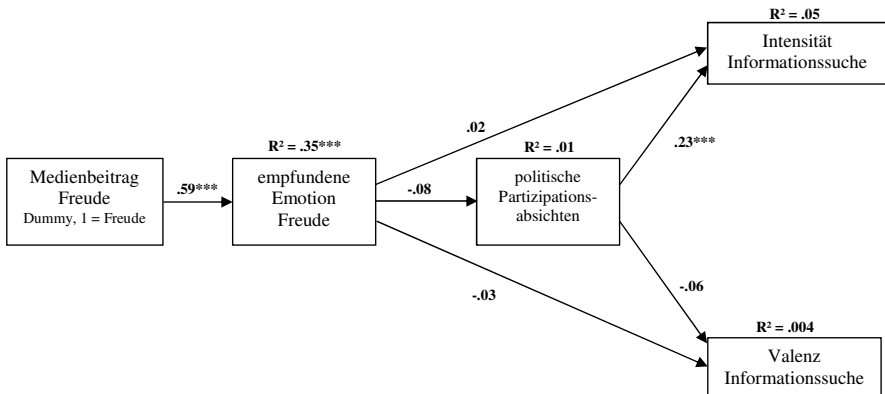 R² = .05
Intensität
Informationssuche
.02
.23***
R² = .35***
R² = .01
Medienbeitrag
Freude
Dummy, 1 = Freude
.59***
empfundene
Emotion
Freude
-.08
politische
Partizipations-
absichten
-.03
-.06
R² = .004
Valenz
Informationssuche